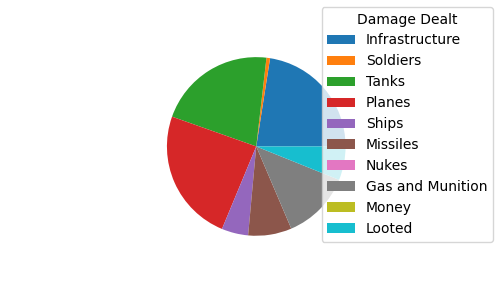 Damage Dealt
Infrastructure
Soldiers
Tanks
Planes
Ships
Missiles
Nukes
Gas and Munition
Money
Looted